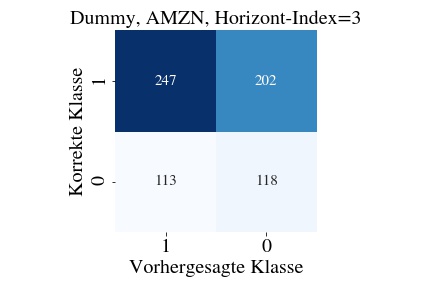 Dummy, AMZN, Horizont-Index=3
Korrekte Klasse
1
247
202
0
113
118
1
0
Vorhergesagte Klasse